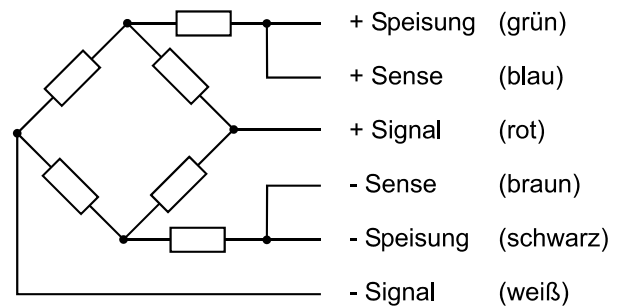 + Speisung (grün)
+ Sense (blau)
+ Signal (rot)
- Sense (braun)
- Speisung (schwarz)
- Signal (weiß)